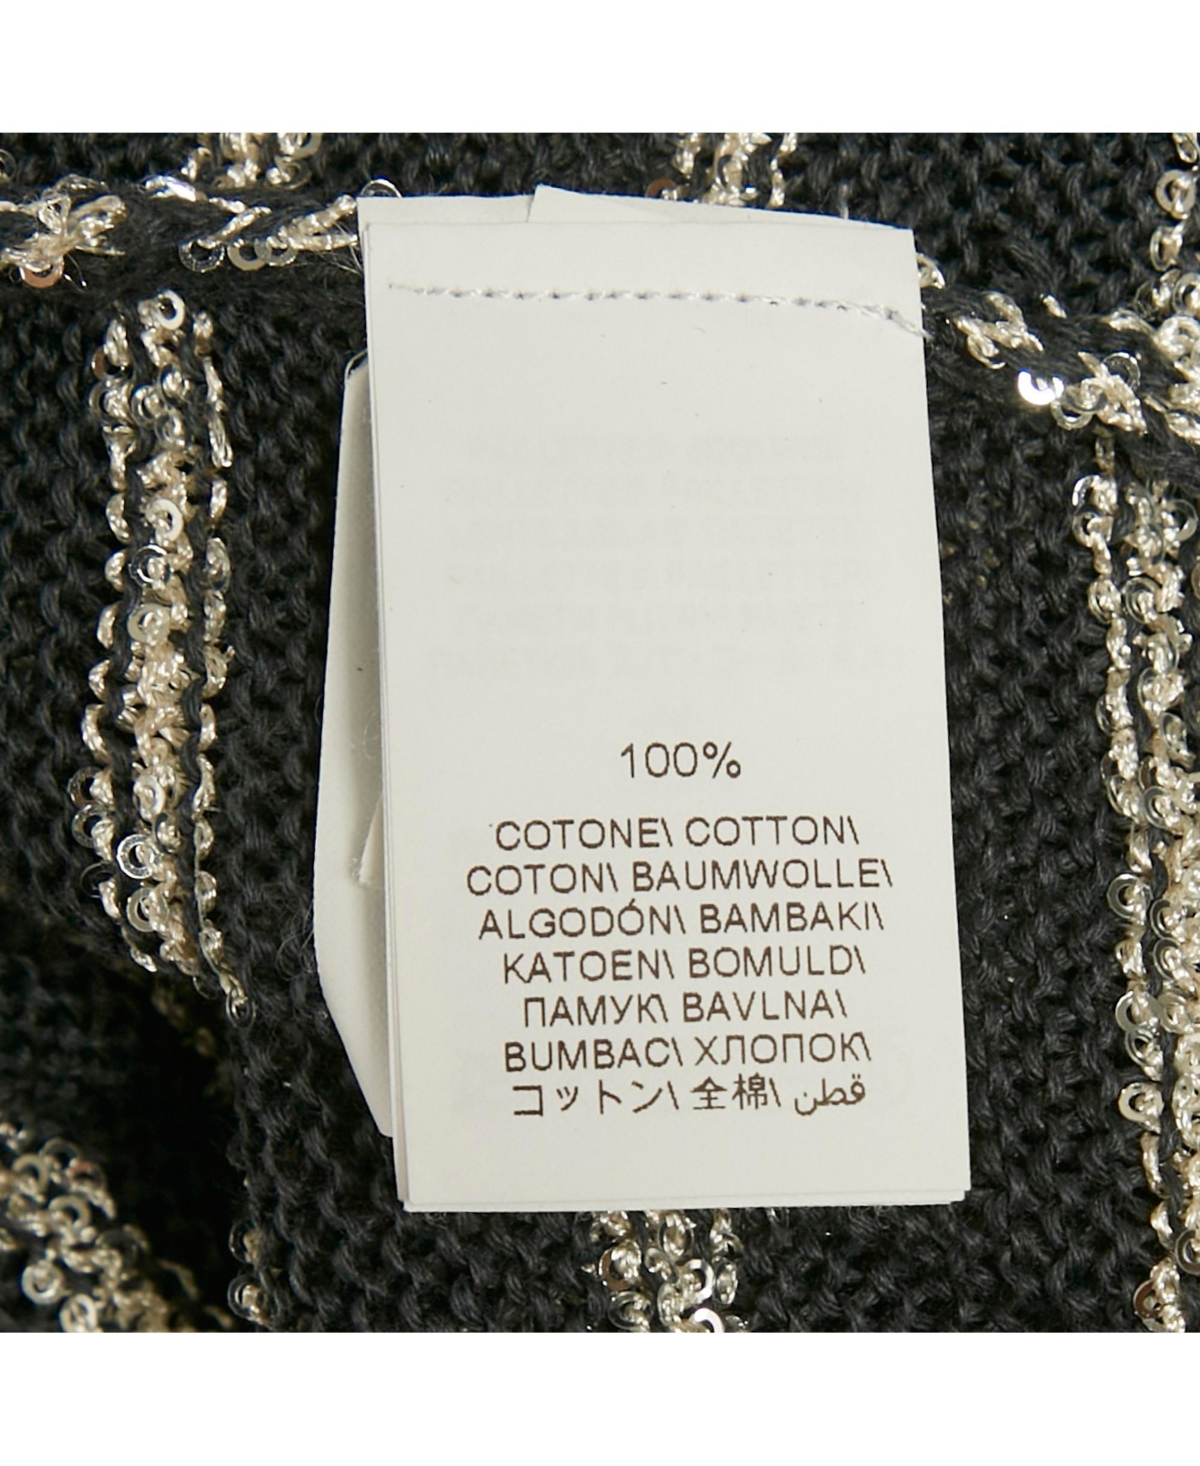 100%
COTONE\ COTTON\
COTON\ BAUMWOLLE\
ALGODÓN\ BAMBAKI\
KATOEN\ BOMULD\
ПАМУК\ BAVLNA\
BUMBAC\ ХЛОПОК\
コットン\ 全棉\ قطن